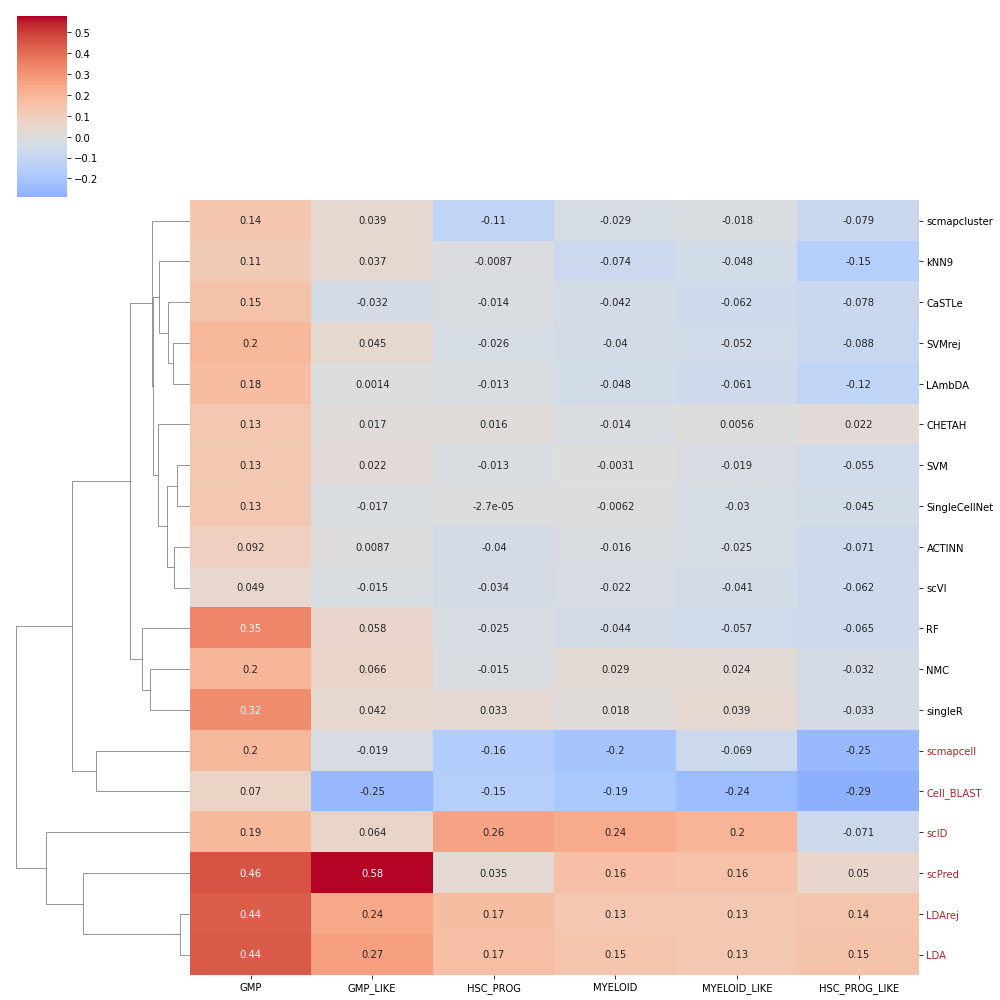 0.5
0.4
0.3
0.2
0.1
0.0
−0.1
−0.2
0.14 0.039 -0.11 -0.029 -0.018 -0.079 scmapcluster
0.11 0.037 -0.0087 -0.074 -0.048 -0.15 kNN9
0.15 -0.032 -0.014 -0.042 -0.062 -0.078 CaSTLe
0.2 0.045 -0.026 -0.04 -0.052 -0.088 SVMrej
0.18 0.0014 -0.013 -0.048 -0.061 -0.12 LAmbDA
0.13 0.017 0.016 -0.014 0.0056 0.022 CHETAH
0.13 0.022 -0.013 -0.0031 -0.019 -0.055 SVM
0.13 -0.017 -2.7e-05 -0.0062 -0.03 -0.045 SingleCellNet
0.092 0.0087 -0.04 -0.016 -0.025 -0.071 ACTINN
0.049 -0.015 -0.034 -0.022 -0.041 -0.062 scVI
0.35 0.058 -0.025 -0.044 -0.057 -0.065 RF
0.2 0.066 -0.015 0.029 0.024 -0.032 NMC
0.32 0.042 0.033 0.018 0.039 -0.033 singleR
0.2 -0.019 -0.16 -0.2 -0.069 -0.25 scmapcell
0.07 -0.25 -0.15 -0.19 -0.24 -0.29 Cell_BLAST
0.19 0.064 0.26 0.24 0.2 -0.071 scID
0.46 0.58 0.035 0.16 0.16 0.05 scPred
0.44 0.24 0.17 0.13 0.13 0.14 LDArej
0.44 0.27 0.17 0.15 0.13 0.15 LDA
GMP GMP_LIKE HSC_PROG MYELOID MYELOID_LIKE HSC_PROG_LIKE